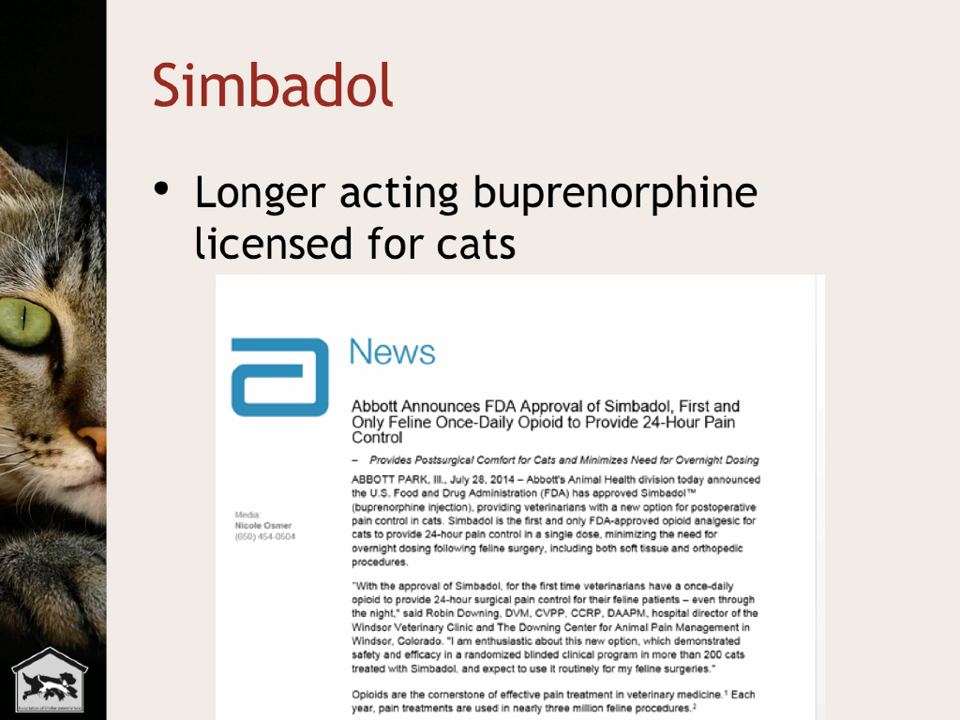 Simbadol
• Longer acting buprenorphine
licensed for cats
News
Abbott Announces FDA Approval of Simbadol, First and
Only Feline Once-Daily Opioid to Provide 24-Hour Pain
Control
– Provides Postsurgical Comfort for Cats and Minimizes Need for Overnight Dosing
ABBOTT PARK, Ill., July 28, 2014 – Abbott's Animal Health division today announced
the U.S. Food and Drug Administration (FDA) has approved Simbadol™
(buprenorphine injection), providing veterinarians with a new option for postoperative
pain control in cats. Simbadol is the first and only FDA-approved opioid analgesic for
cats to provide 24-hour pain control in a single dose, minimizing the need for
overnight dosing following feline surgery, including both soft tissue and orthopedic
procedures.
Media:
Nicole Osmer
(650) 454-0504
"With the approval of Simbadol, for the first time veterinarians have a once-daily
opioid to provide 24-hour surgical pain control for their feline patients – even through
the night," said Robin Downing, DVM, CVPP, CCRP, DAAPM, hospital director of the
Windsor Veterinary Clinic and The Downing Center for Animal Pain Management in
Windsor, Colorado. "I am enthusiastic about this new option, which demonstrated
safety and efficacy in a randomized blinded clinical program in more than 200 cats
treated with Simbadol, and expect to use it routinely for my feline surgeries."
Opioids are the cornerstone of effective pain treatment in veterinary medicine.¹ Each
year, pain treatments are used in nearly three million feline procedures.²